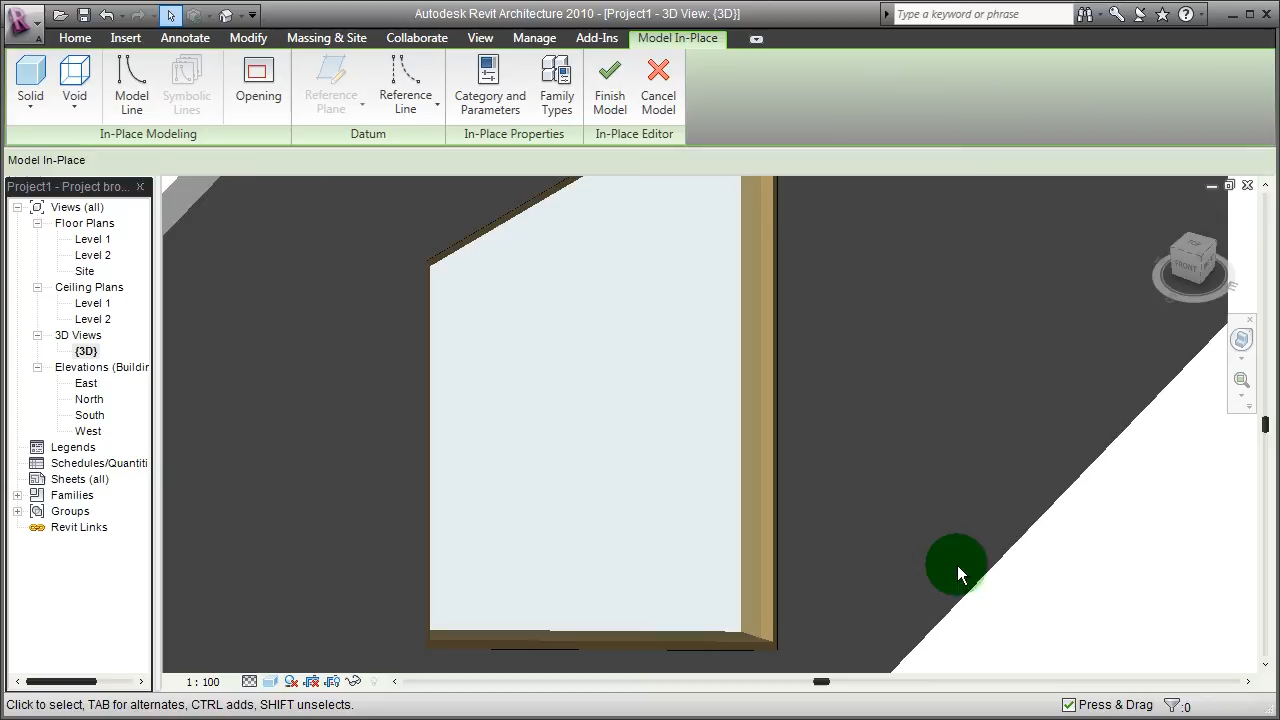 Autodesk Revit Architecture 2010 - [Project1 - 3D View: {3D}]
Type a keyword or phrase
Home Insert Annotate Modify Massing & Site Collaborate View Manage Add-Ins Model In-Place
Solid Void Model Line Symbolic Lines Opening Reference Plane Reference Line Category and Parameters Family Types Finish Model Cancel Model
In-Place Modeling Datum In-Place Properties In-Place Editor
Model In-Place
Project1 - Project bro...
Views (all)
Floor Plans
Level 1
Level 2
Site
Ceiling Plans
Level 1
Level 2
3D Views
{3D}
Elevations (Buildir
East
North
South
West
Legends
Schedules/Quantiti
Sheets (all)
Families
Groups
Revit Links
FRONT
E
1 : 100
Click to select, TAB for alternates, CTRL adds, SHIFT unselects.
Press & Drag
:0